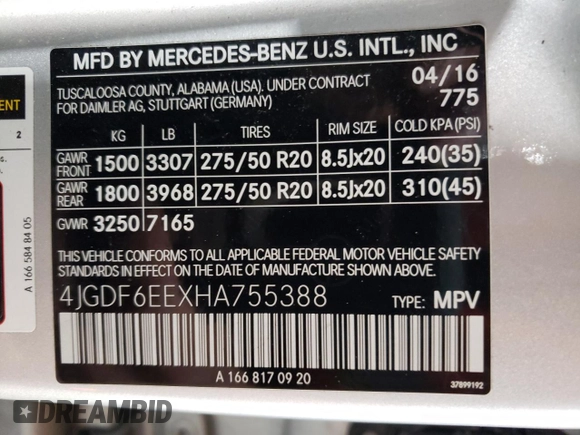 MFD BY MERCEDES-BENZ U.S. INTL., INC
TUSCALOOSA COUNTY, ALABAMA (USA). UNDER CONTRACT
FOR DAIMLER AG, STUTTGART (GERMANY)
04/16
775
KG LB TIRES RIM SIZE COLD KPA (PSI)
GAWR FRONT 1500 3307 275/50 R20 8.5Jx20 240(35)
GAWR REAR 1800 3968 275/50 R20 8.5Jx20 310(45)
GVWR 3250 7165
THIS VEHICLE CONFORMS TO ALL APPLICABLE FEDERAL MOTOR VEHICLE SAFETY
STANDARDS IN EFFECT ON THE DATE OF MANUFACTURE SHOWN ABOVE.
4JGDF6EEXHA755388 TYPE: MPV
A 166 817 09 20
37899192
2
A 166 584 84 05
DREAMBID